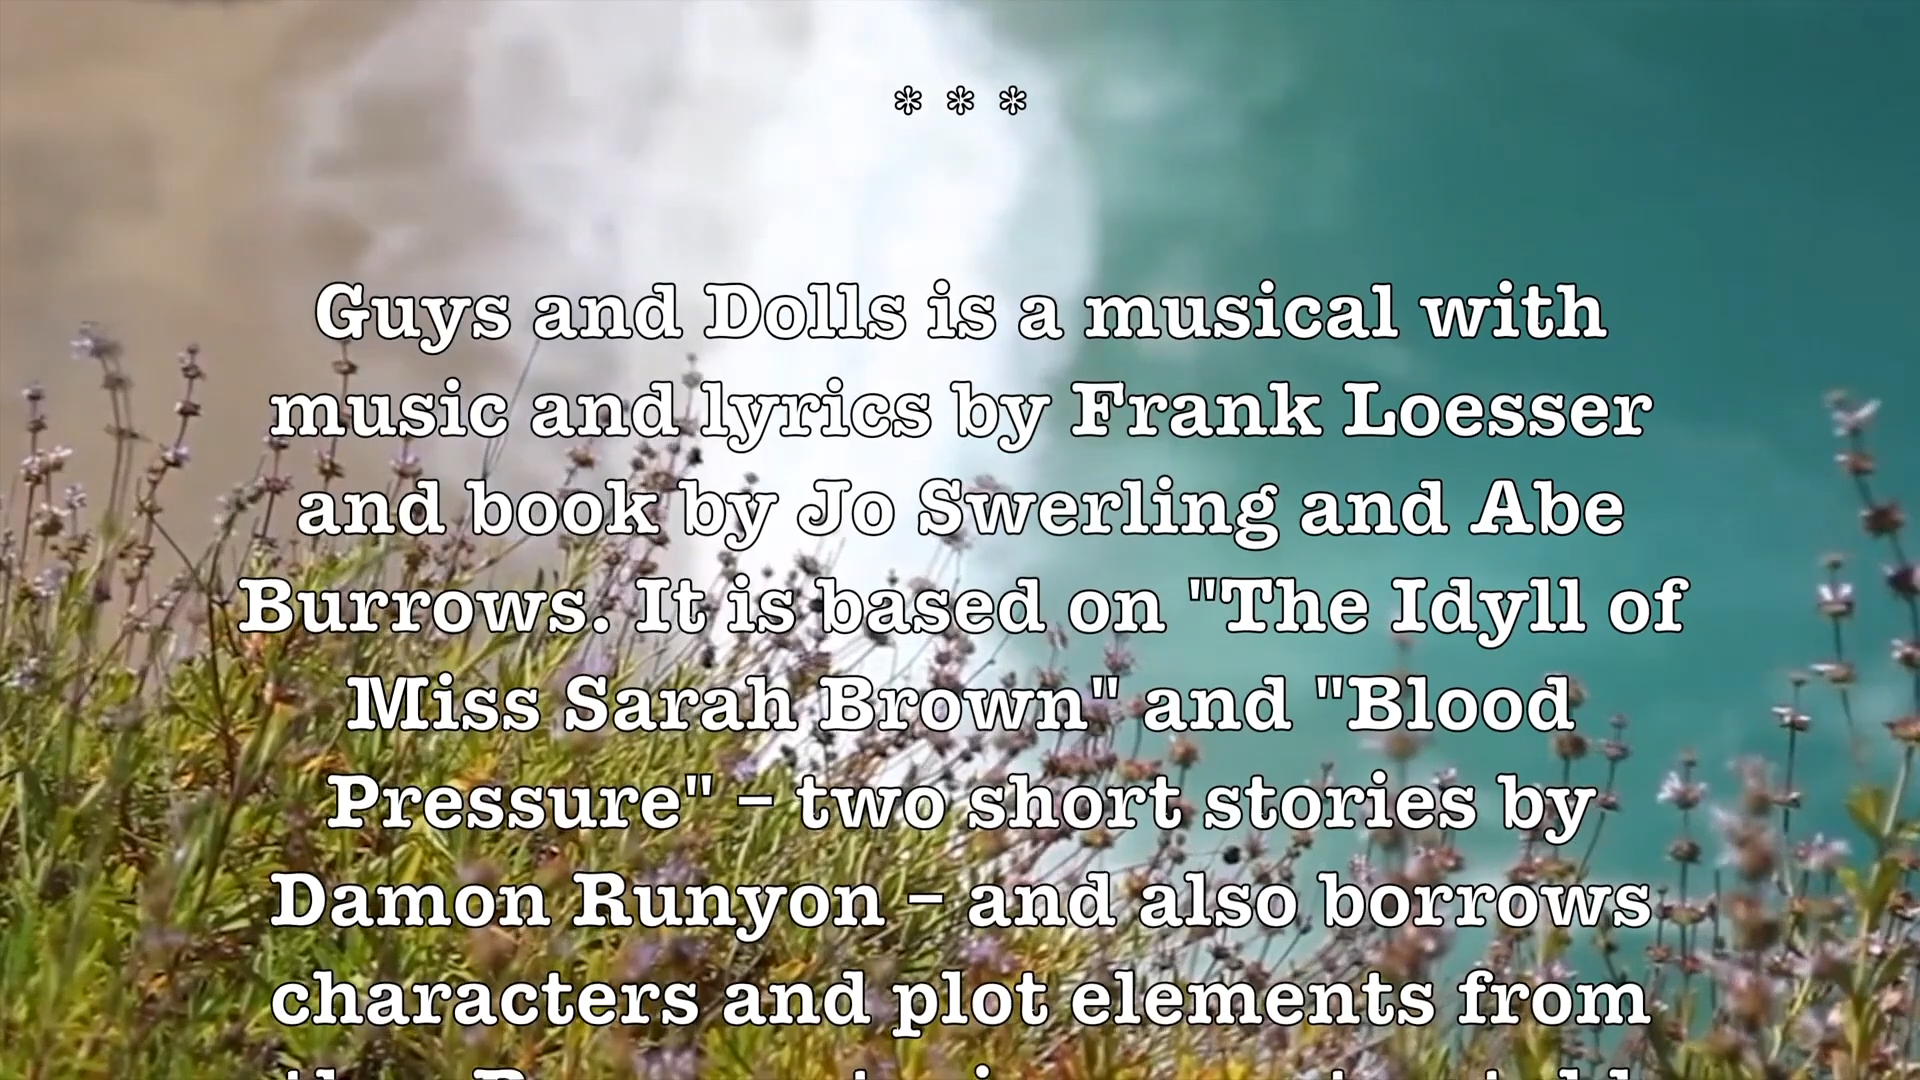 * * *
Guys and Dolls is a musical with
music and lyrics by Frank Loesser
and book by Jo Swerling and Abe
Burrows. It is based on "The Idyll of
Miss Sarah Brown" and "Blood
Pressure" – two short stories by
Damon Runyon – and also borrows
characters and plot elements from